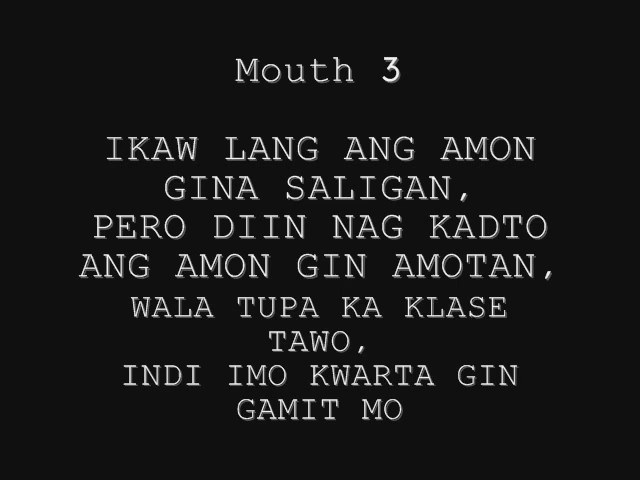 Mouth 3
IKAW LANG ANG AMON
GINA SALIGAN,
PERO DIIN NAG KADTO
ANG AMON GIN AMOTAN,
WALA TUPA KA KLASE
TAWO,
INDI IMO KWARTA GIN
GAMIT MO